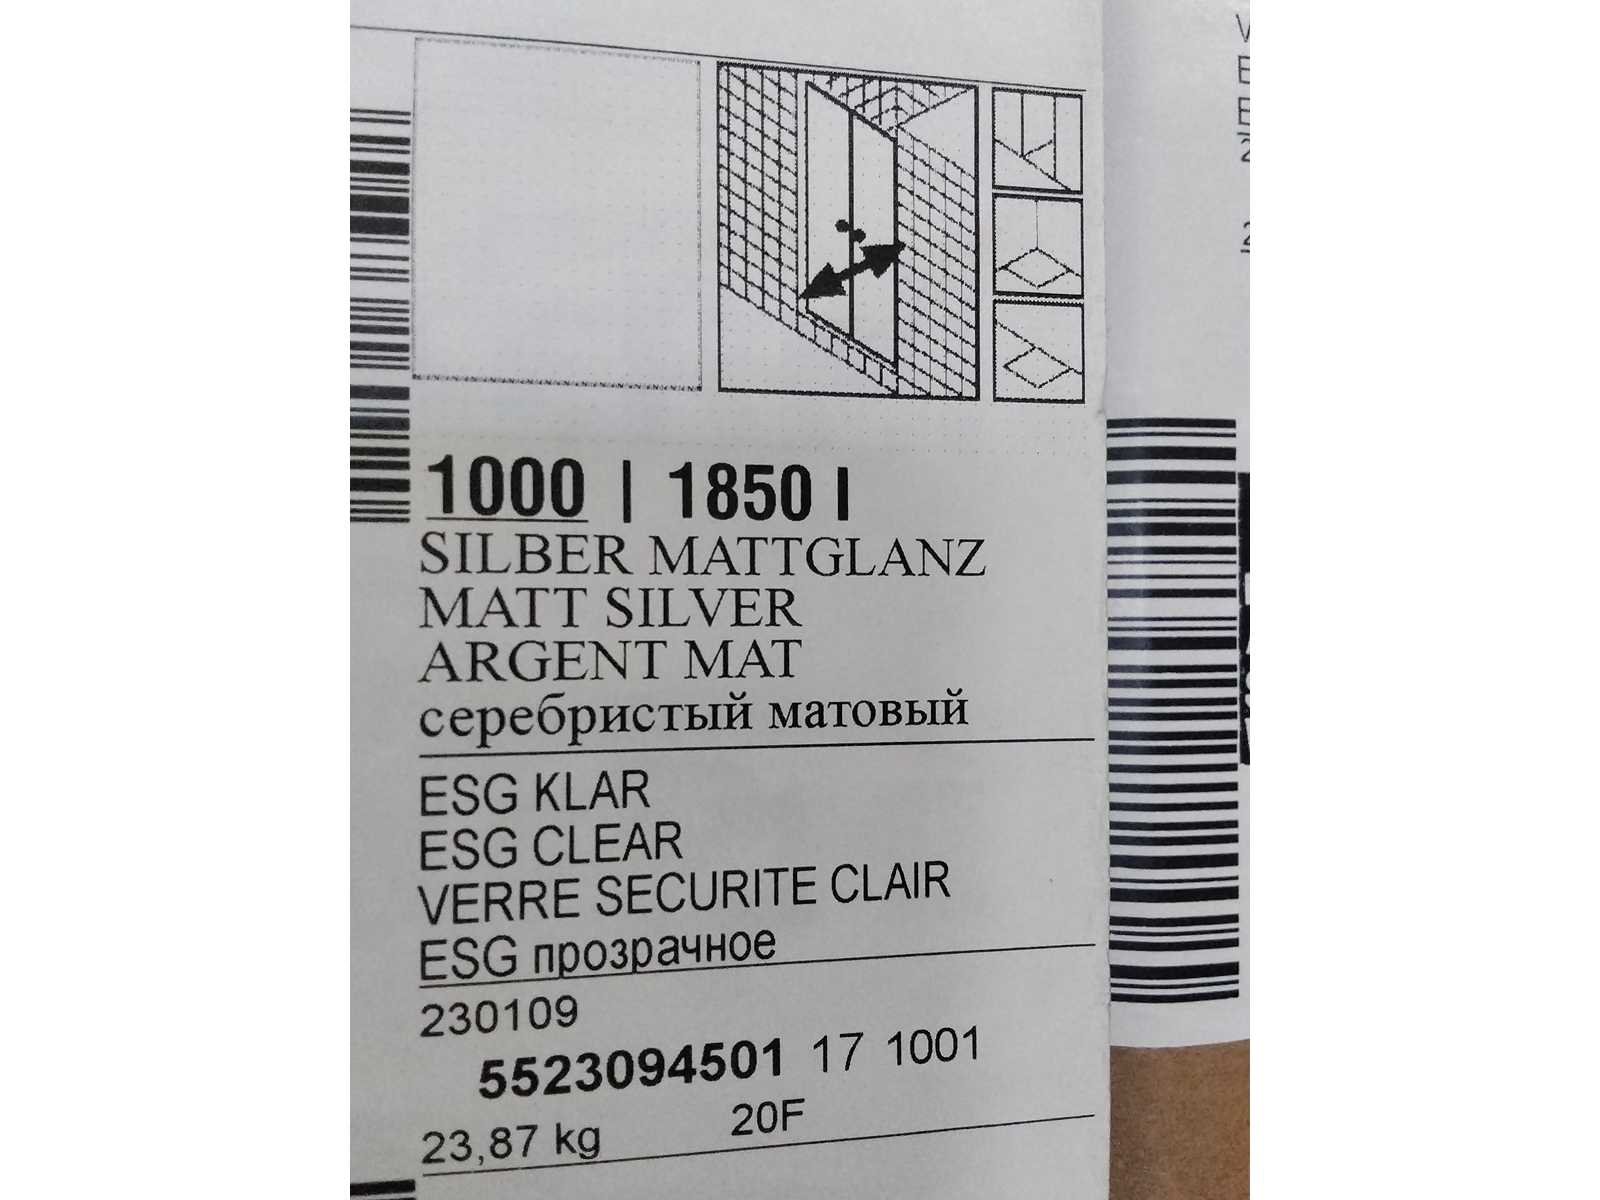 1000 | 1850 |
SILBER MATTGLANZ
MATT SILVER
ARGENT MAT
серебристый матовый
ESG KLAR
ESG CLEAR
VERRE SECURITE CLAIR
ESG прозрачное
230109
5523094501 17 1001
23,87 kg 20F